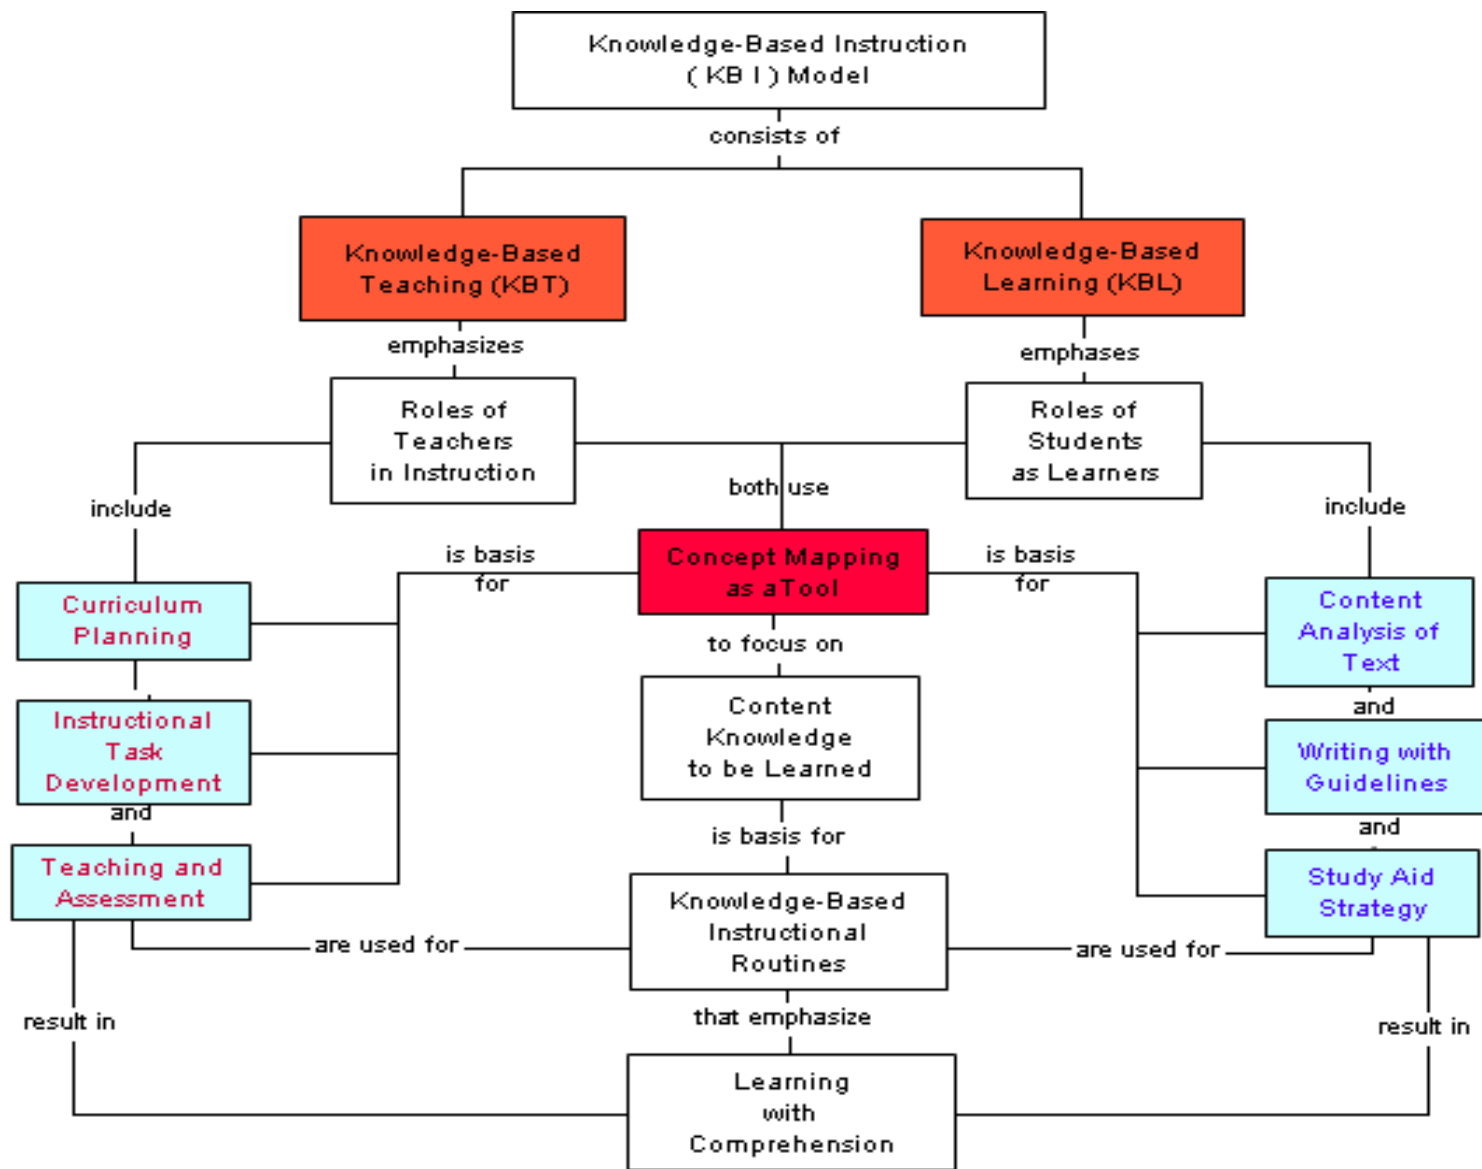 Knowledge-Based Instruction
( KB I ) Model
consists of
Knowledge-Based
Teaching (KBT)
Knowledge-Based
Learning (KBL)
emphasizes
emphases
Roles of
Teachers
in Instruction
Roles of
Students
as Learners
include
both use
include
is basis
for
Concept Mapping
as aTool
is basis
for
Curriculum
Planning
to focus on
Content
Analysis of
Text
Instructional
Task
Development
Content
Knowledge
to be Learned
and
Writing with
Guidelines
and
is basis for
and
Teaching and
Assessment
Knowledge-Based
Instructional
Routines
Study Aid
Strategy
are used for
are used for
result in
that emphasize
result in
Learning
with
Comprehension